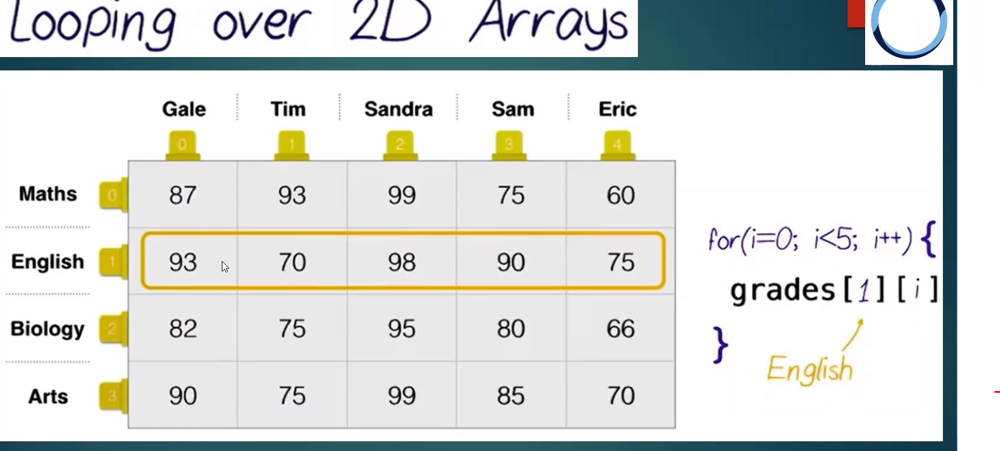 Looping over 2D Arrays
Gale Tim Sandra Sam Eric
0 1 2 3 4
Maths 0 87 93 99 75 60
English 1 93 70 98 90 75
Biology 2 82 75 95 80 66
Arts 3 90 75 99 85 70
for(i=0; i<5; i++) {
grades[1][i]
}
English